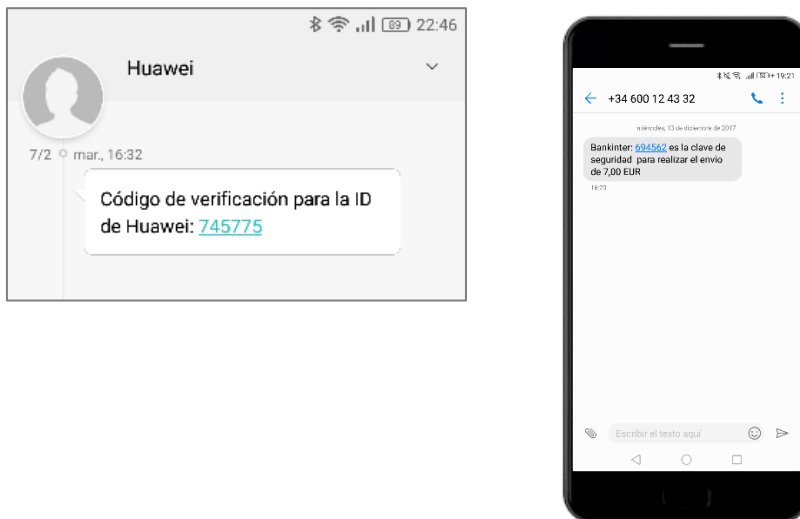 89 22:46
Huawei
7/2 mar., 16:32
Código de verificación para la ID
de Huawei: 745775
19:21
+34 600 12 43 32
miércoles, 13 de diciembre de 2017
Bankinter: 694562 es la clave de
seguridad para realizar el envío
de 7,00 EUR
16:23
Escribir el texto aquí